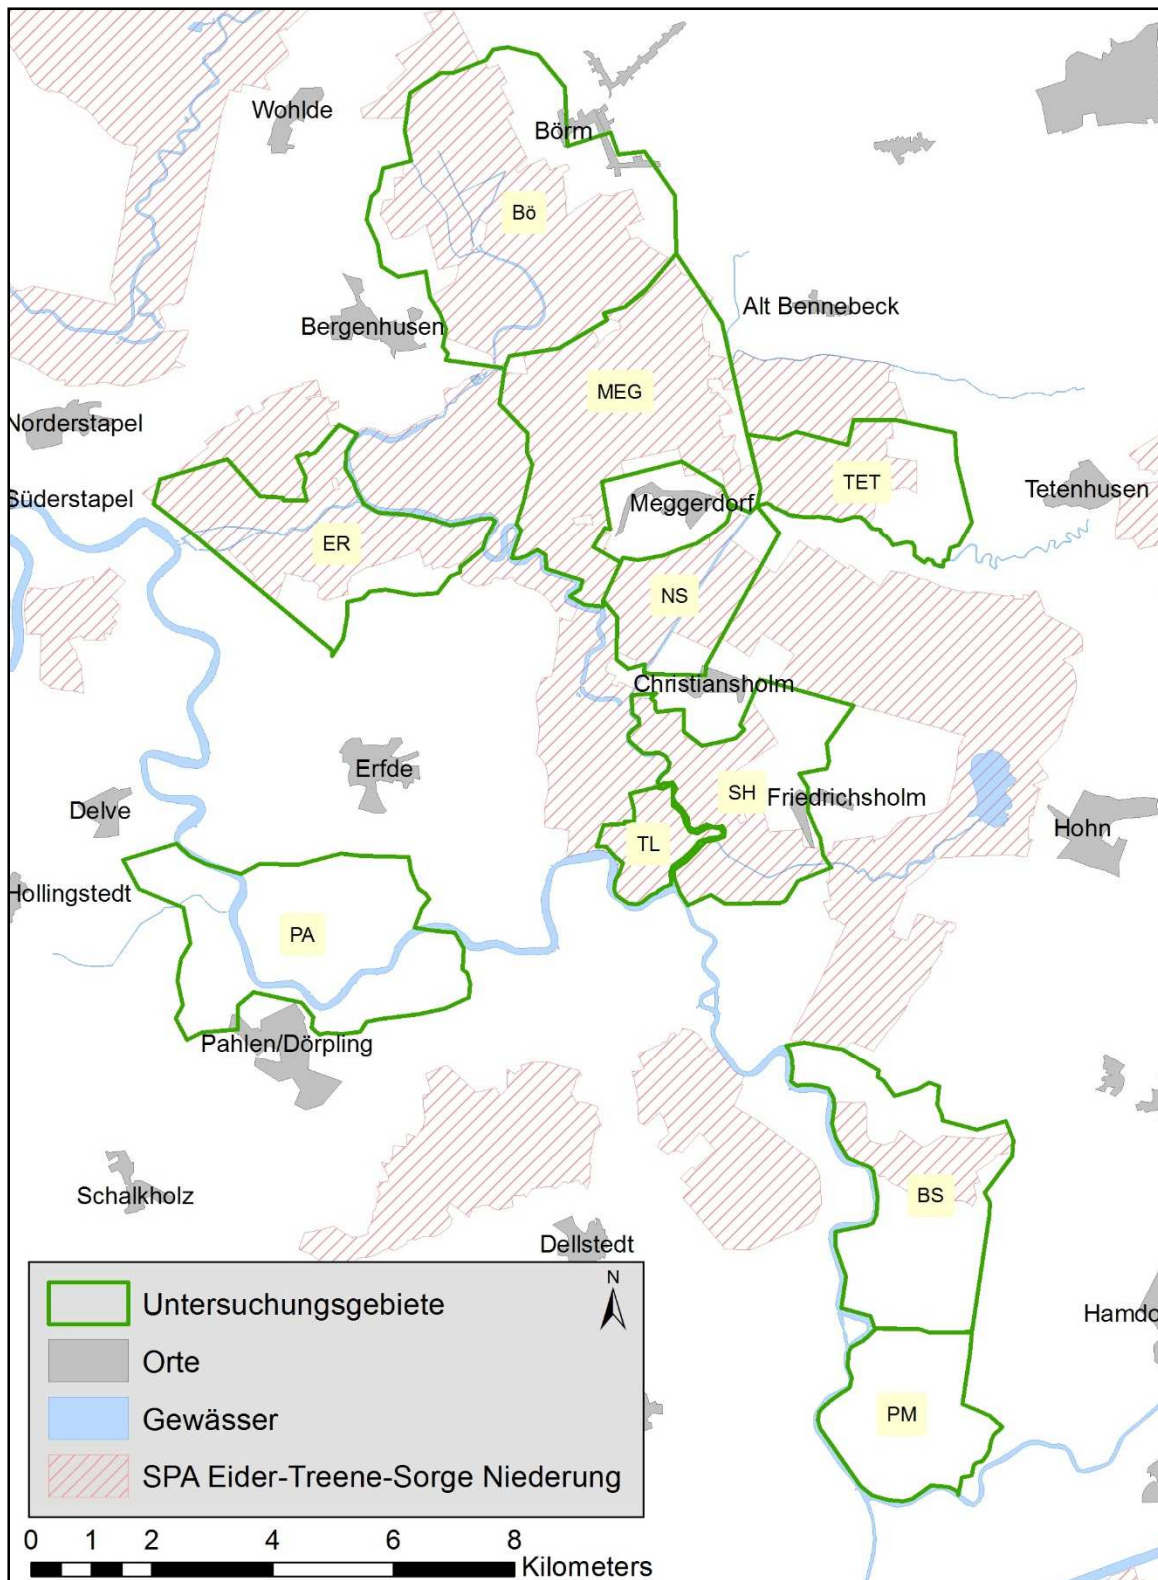 Wohlde
Börm
Bö
Alt Bennebeck
Bergenhusen
MEG
Norderstapel
TET
Tetenhusen
Süderstapel
Meggerdorf
ER
NS
Christiansholm
Erfde
SH
Friedrichsholm
Delve
Hohn
TL
Hollingstedt
PA
Pahlen/Dörpling
Schalkholz
BS
Dellstedt
Hamdo
PM
N
Untersuchungsgebiete
Orte
Gewässer
SPA Eider-Treene-Sorge Niederung
0 1 2 4 6 8
Kilometers